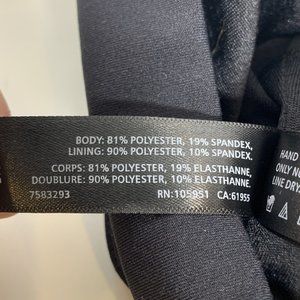 BODY: 81% POLYESTER, 19% SPANDEX,
LINING: 90% POLYESTER, 10% SPANDEX.
CORPS: 81% POLYESTER, 19% ELASTHANNE,
DOUBLURE: 90% POLYESTER, 10% ELASTHANNE.
7583293 RN:105951 CA:61955
HAND
ONLY NO
LINE DRY